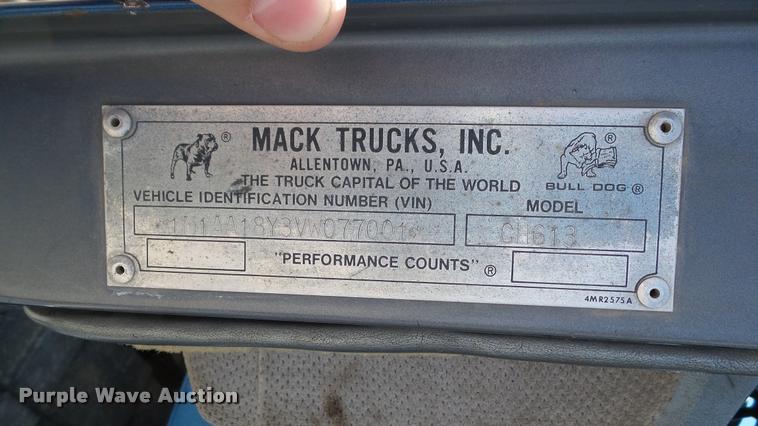 MACK TRUCKS, INC.
ALLENTOWN, PA., U.S.A.
THE TRUCK CAPITAL OF THE WORLD
BULL DOG ®
VEHICLE IDENTIFICATION NUMBER (VIN)
MODEL
1M1AA18Y3VW077001
CH613
"PERFORMANCE COUNTS" ®
4MR2575A
Purple Wave Auction